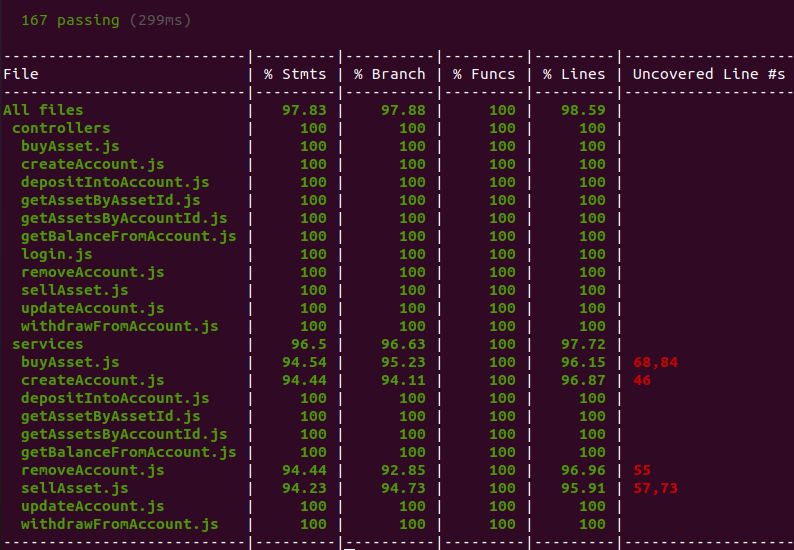 167 passing (299ms)
---------------------------|---------|----------|---------|---------|-------------------
File                       | % Stmts | % Branch | % Funcs | % Lines | Uncovered Line #s
---------------------------|---------|----------|---------|---------|-------------------
All files                  |   97.83 |    97.88 |     100 |   98.59 |
 controllers               |     100 |      100 |     100 |     100 |
  buyAsset.js              |     100 |      100 |     100 |     100 |
  createAccount.js         |     100 |      100 |     100 |     100 |
  depositIntoAccount.js    |     100 |      100 |     100 |     100 |
  getAssetByAssetId.js     |     100 |      100 |     100 |     100 |
  getAssetsByAccountId.js  |     100 |      100 |     100 |     100 |
  getBalanceFromAccount.js |     100 |      100 |     100 |     100 |
  login.js                 |     100 |      100 |     100 |     100 |
  removeAccount.js         |     100 |      100 |     100 |     100 |
  sellAsset.js             |     100 |      100 |     100 |     100 |
  updateAccount.js         |     100 |      100 |     100 |     100 |
  withdrawFromAccount.js   |     100 |      100 |     100 |     100 |
 services                  |    96.5 |    96.63 |     100 |   97.72 |
  buyAsset.js              |   94.54 |    95.23 |     100 |   96.15 | 68,84
  createAccount.js         |   94.44 |    94.11 |     100 |   96.87 | 46
  depositIntoAccount.js    |     100 |      100 |     100 |     100 |
  getAssetByAssetId.js     |     100 |      100 |     100 |     100 |
  getAssetsByAccountId.js  |     100 |      100 |     100 |     100 |
  getBalanceFromAccount.js |     100 |      100 |     100 |     100 |
  removeAccount.js         |   94.44 |    92.85 |     100 |   96.96 | 55
  sellAsset.js             |   94.23 |    94.73 |     100 |   95.91 | 57,73
  updateAccount.js         |     100 |      100 |     100 |     100 |
  withdrawFromAccount.js   |     100 |      100 |     100 |     100 |
---------------------------|---------|----------|---------|---------|-------------------